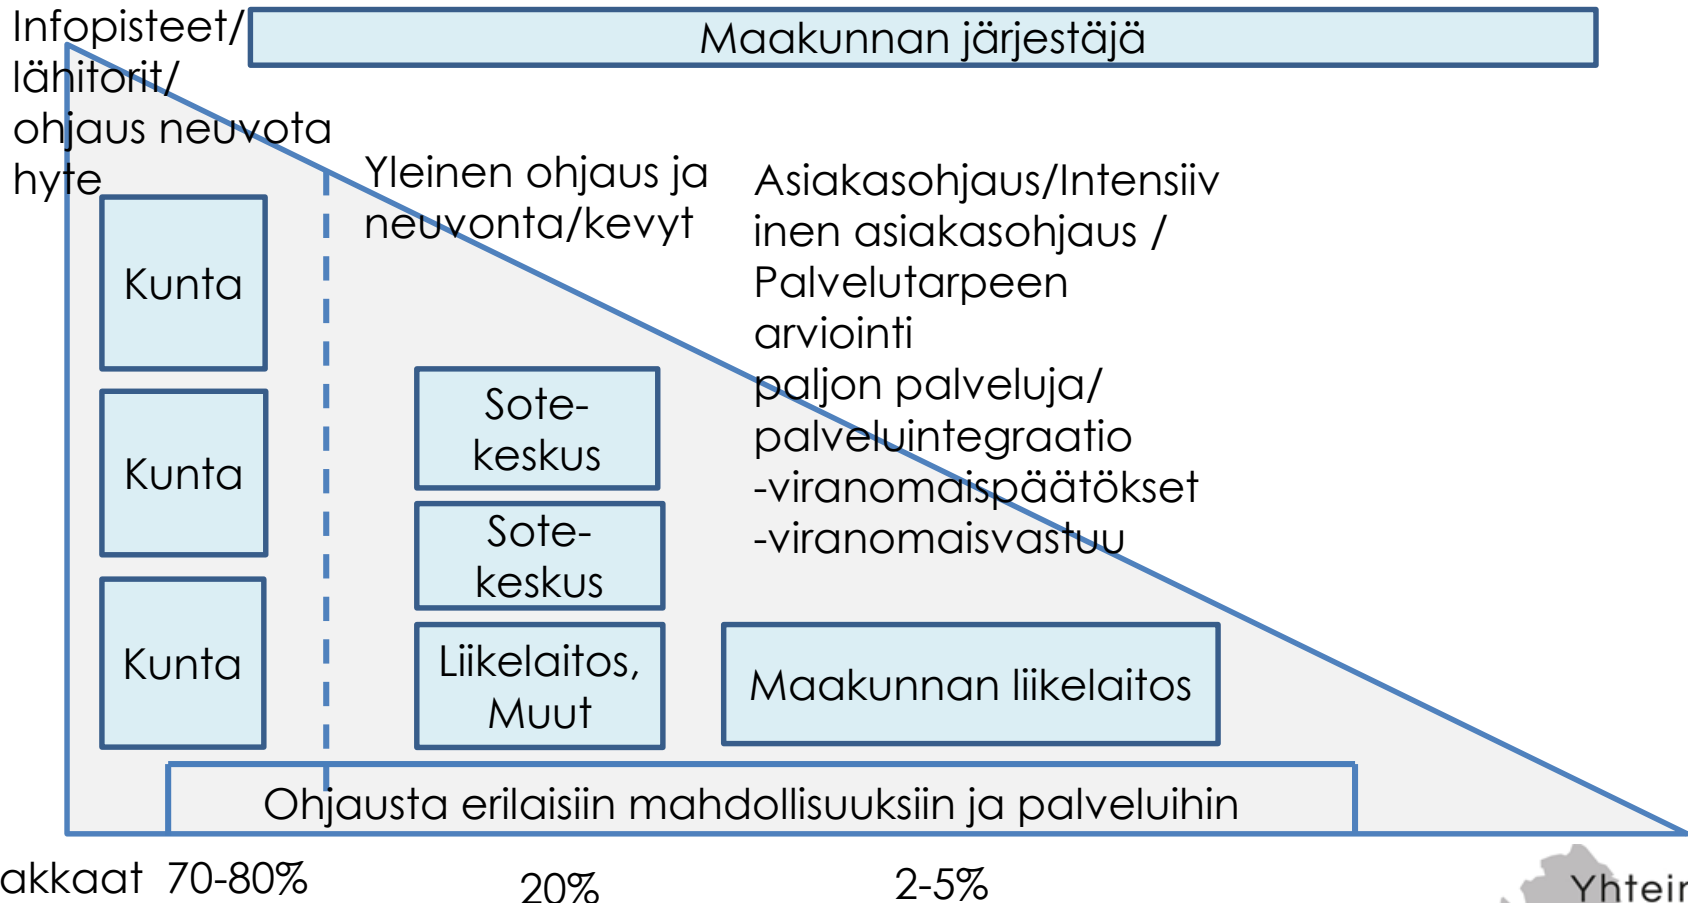 Infopisteet/
lähitorit/
ohjaus neuvota
hyte
Maakunnan järjestäjä
Yleinen ohjaus ja
neuvonta/kevyt
Asiakasohjaus/Intensiiv
inen asiakasohjaus /
Palvelutarpeen
arviointi
paljon palveluja/
palveluintegraatio
-viranomaispäätökset
-viranomaisvastuu
Kunta
Kunta
Kunta
Sote-
keskus
Sote-
keskus
Liikelaitos,
Muut
Maakunnan liikelaitos
Ohjausta erilaisiin mahdollisuuksiin ja palveluihin
akkaat 70-80%
20%
2-5%
Yhtein